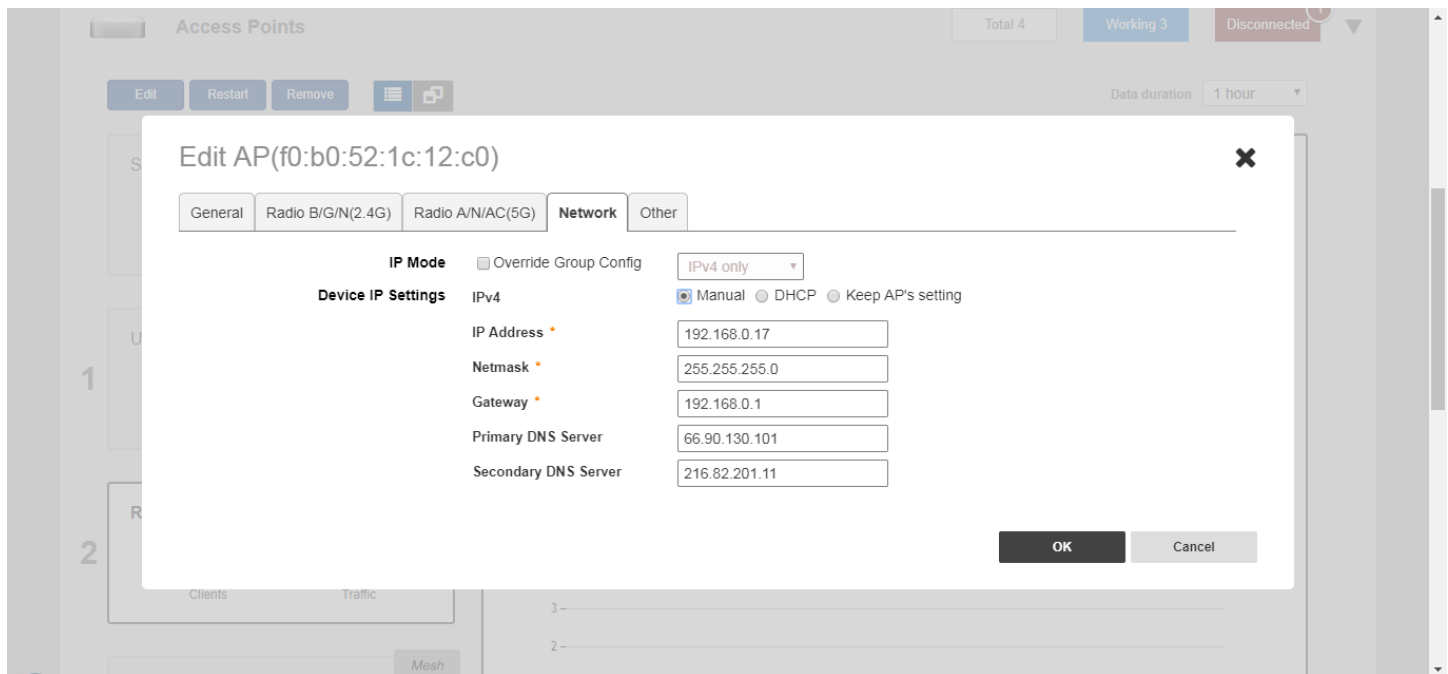 Access Points
Total 4
Working 3
Disconnected
1
Edit
Restart
Remove
Data duration
1 hour
S
Edit AP(f0:b0:52:1c:12:c0)
General
Radio B/G/N(2.4G)
Radio A/N/AC(5G)
Network
Other
IP Mode
Override Group Config
IPv4 only
Device IP Settings
IPv4
Manual
DHCP
Keep AP's setting
IP Address *
192.168.0.17
U
Netmask *
255.255.255.0
1
Gateway *
192.168.0.1
Primary DNS Server
66.90.130.101
Secondary DNS Server
216.82.201.11
R
2
OK
Cancel
Clients
Traffic
3
2
Mesh